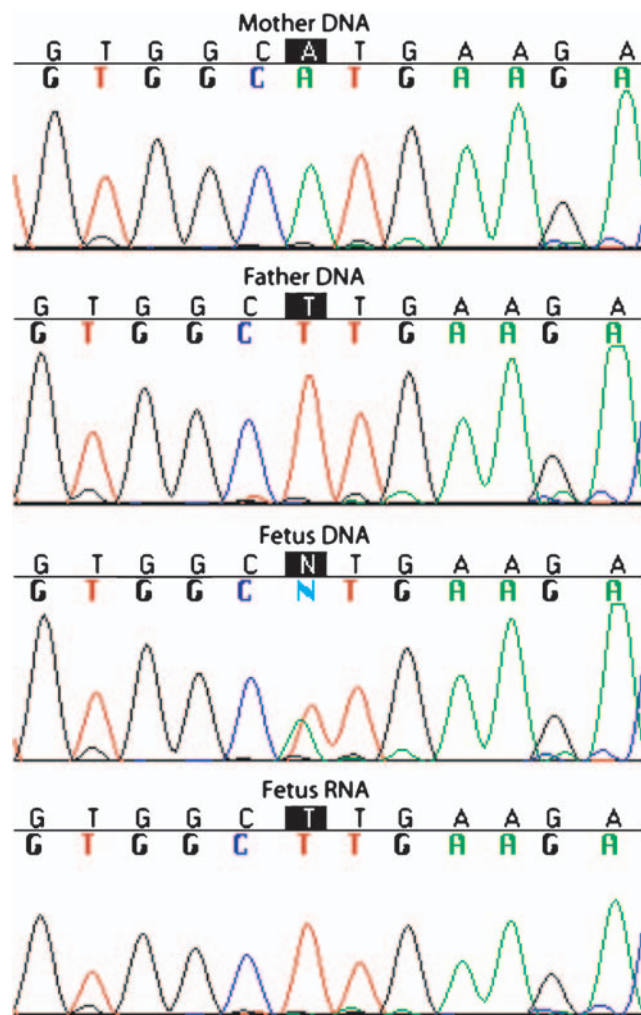 Mother DNA
G T G G C A T G A A G A
G T G G C A T G A A G A
Father DNA
G T G G C T T G A A G A
G T G G C T T G A A G A
Fetus DNA
G T G G C N T G A A G A
G T G G C N T G A A G A
Fetus RNA
G T G G C T T G A A G A
G T G G C T T G A A G A